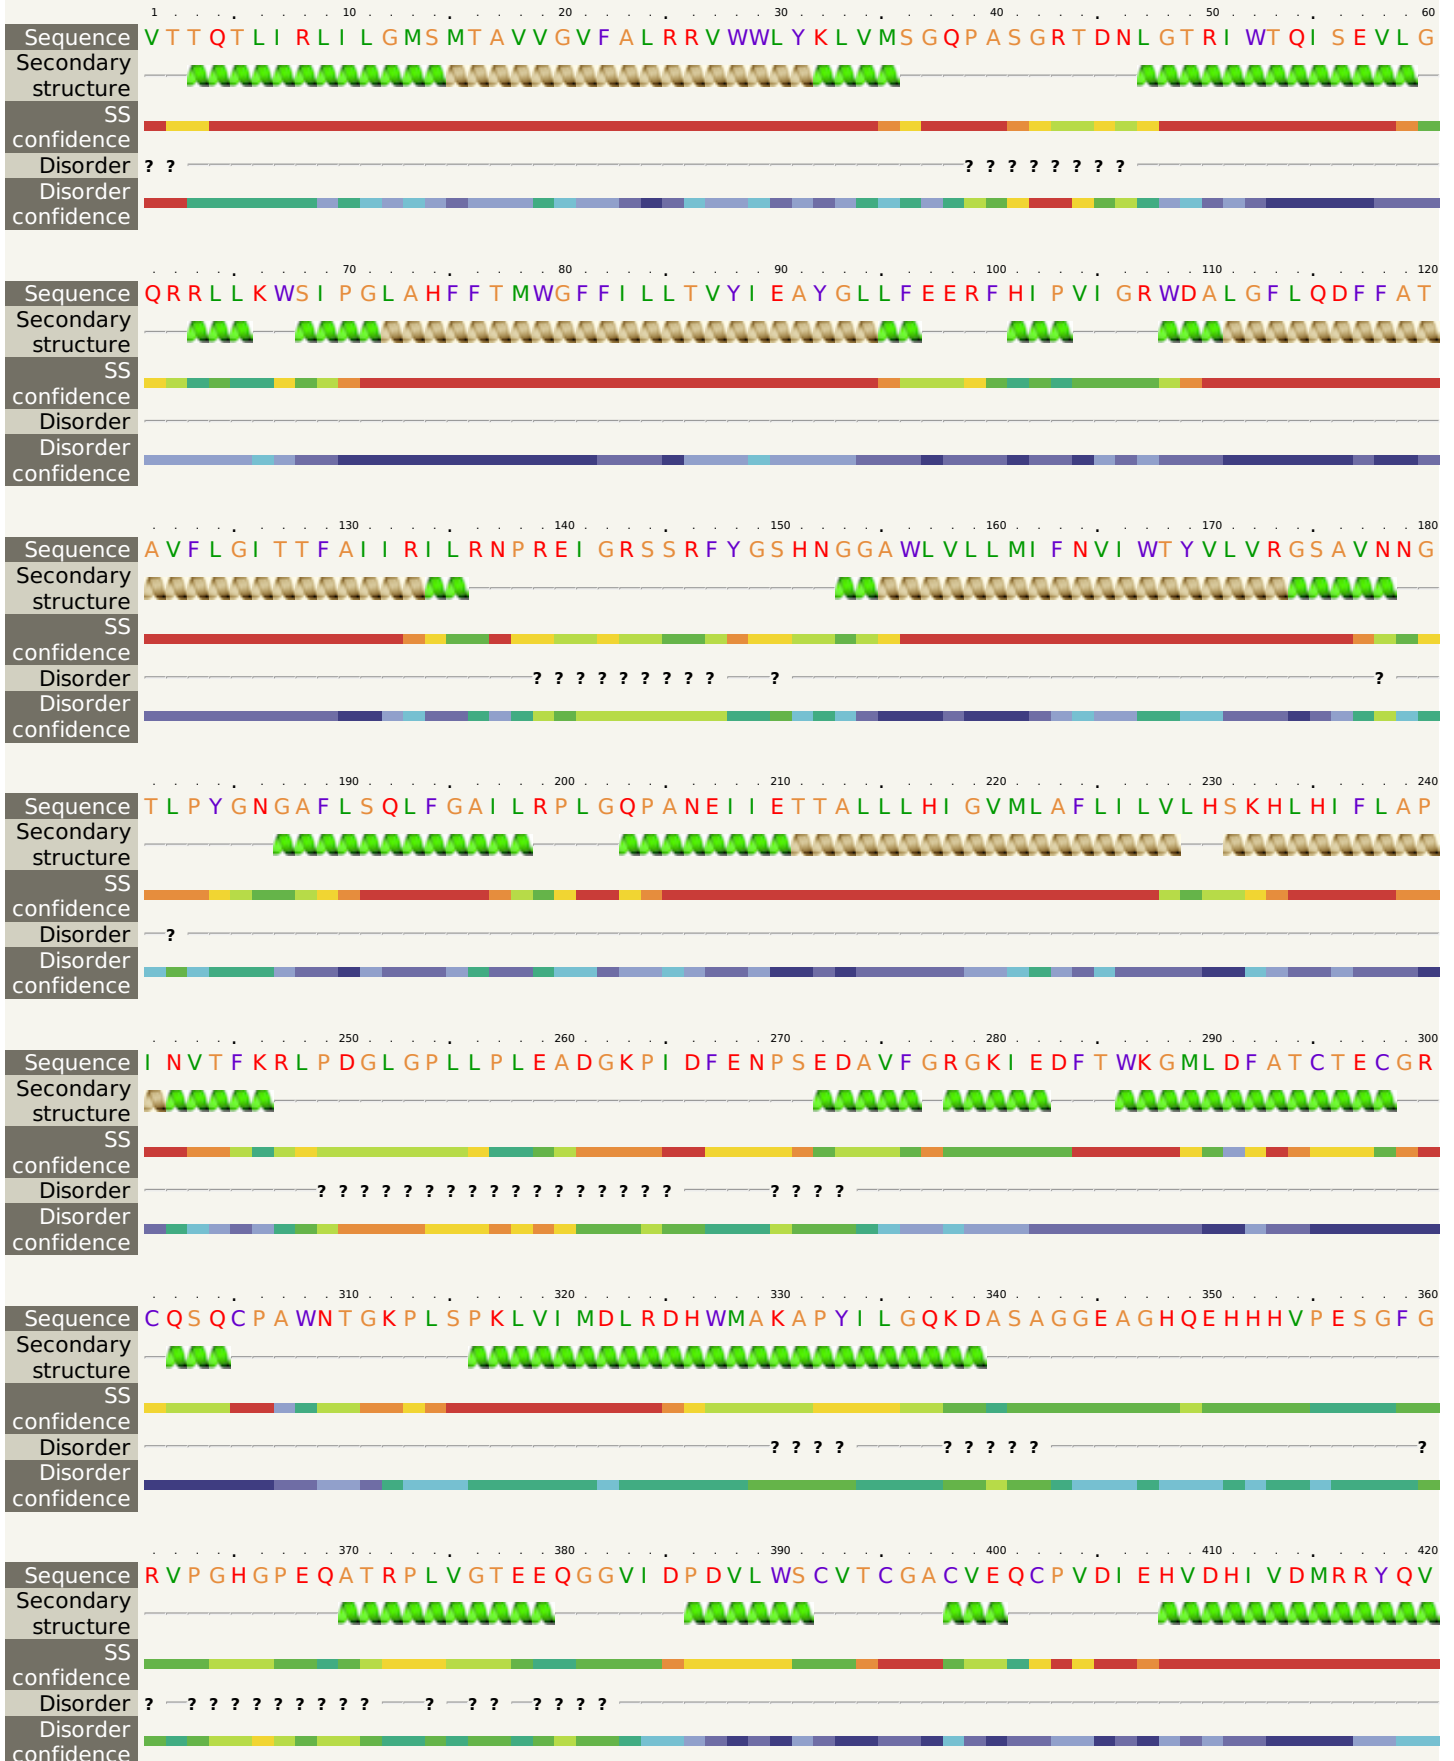 1 10 20 30 40 50 60
Sequence VTTQTLIRLILGMSMTAVVGVFALRRVWWLYKLVMSGQPASGRTDNLGTRIWTQISEVLG
Secondary
structure
SS
confidence
Disorder ? ? ? ? ? ? ? ? ? ?
Disorder
confidence
70 80 90 100 110 120
Sequence QRRLLKWSIPGLAHFFTMWGFFILLTVYIEAYGLLFEERFHIPVIGRWDALGFLQDFFAT
Secondary
structure
SS
confidence
Disorder
Disorder
confidence
130 140 150 160 170 180
Sequence AVFLGITTFAIIRILRNPREIGRSSRFYGSHNGGAWLVLLMIFNVIWTYVLVRGSAVNNG
Secondary
structure
SS
confidence
Disorder ? ? ? ? ? ? ? ? ? ? ?
Disorder
confidence
190 200 210 220 230 240
Sequence TLPYGNGAFLSQLFGAILRPLGQPANEIIETTALLLHIGVMLAFLILVLHSKHLHIFLAP
Secondary
structure
SS
confidence
Disorder ?
Disorder
confidence
250 260 270 280 290 300
Sequence INVTFKRLPDGLGPLLPLEADGKPIDFENPSEDAVFGRGKIEDFTWKGMLDFATCTECGR
Secondary
structure
SS
confidence
Disorder ? ? ? ? ? ? ? ? ? ? ? ? ? ? ? ? ? ? ? ? ?
Disorder
confidence
310 320 330 340 350 360
Sequence CQSQCPAWNTGKPLSPKLVIMDLRDHWMAKAPYILGQKDASAGGEAGHQEHHHVPESGFG
Secondary
structure
SS
confidence
Disorder ? ? ? ? ? ? ? ? ? ?
Disorder
confidence
370 380 390 400 410 420
Sequence RVPGHGPEQATRPLVGTEEQGGVIDPDVLWSCVTCGACVEQCPVDIEHVDHIVDMRRYQV
Secondary
structure
SS
confidence
Disorder ? ? ? ? ? ? ? ? ? ? ? ? ? ? ? ? ?
Disorder
confidence